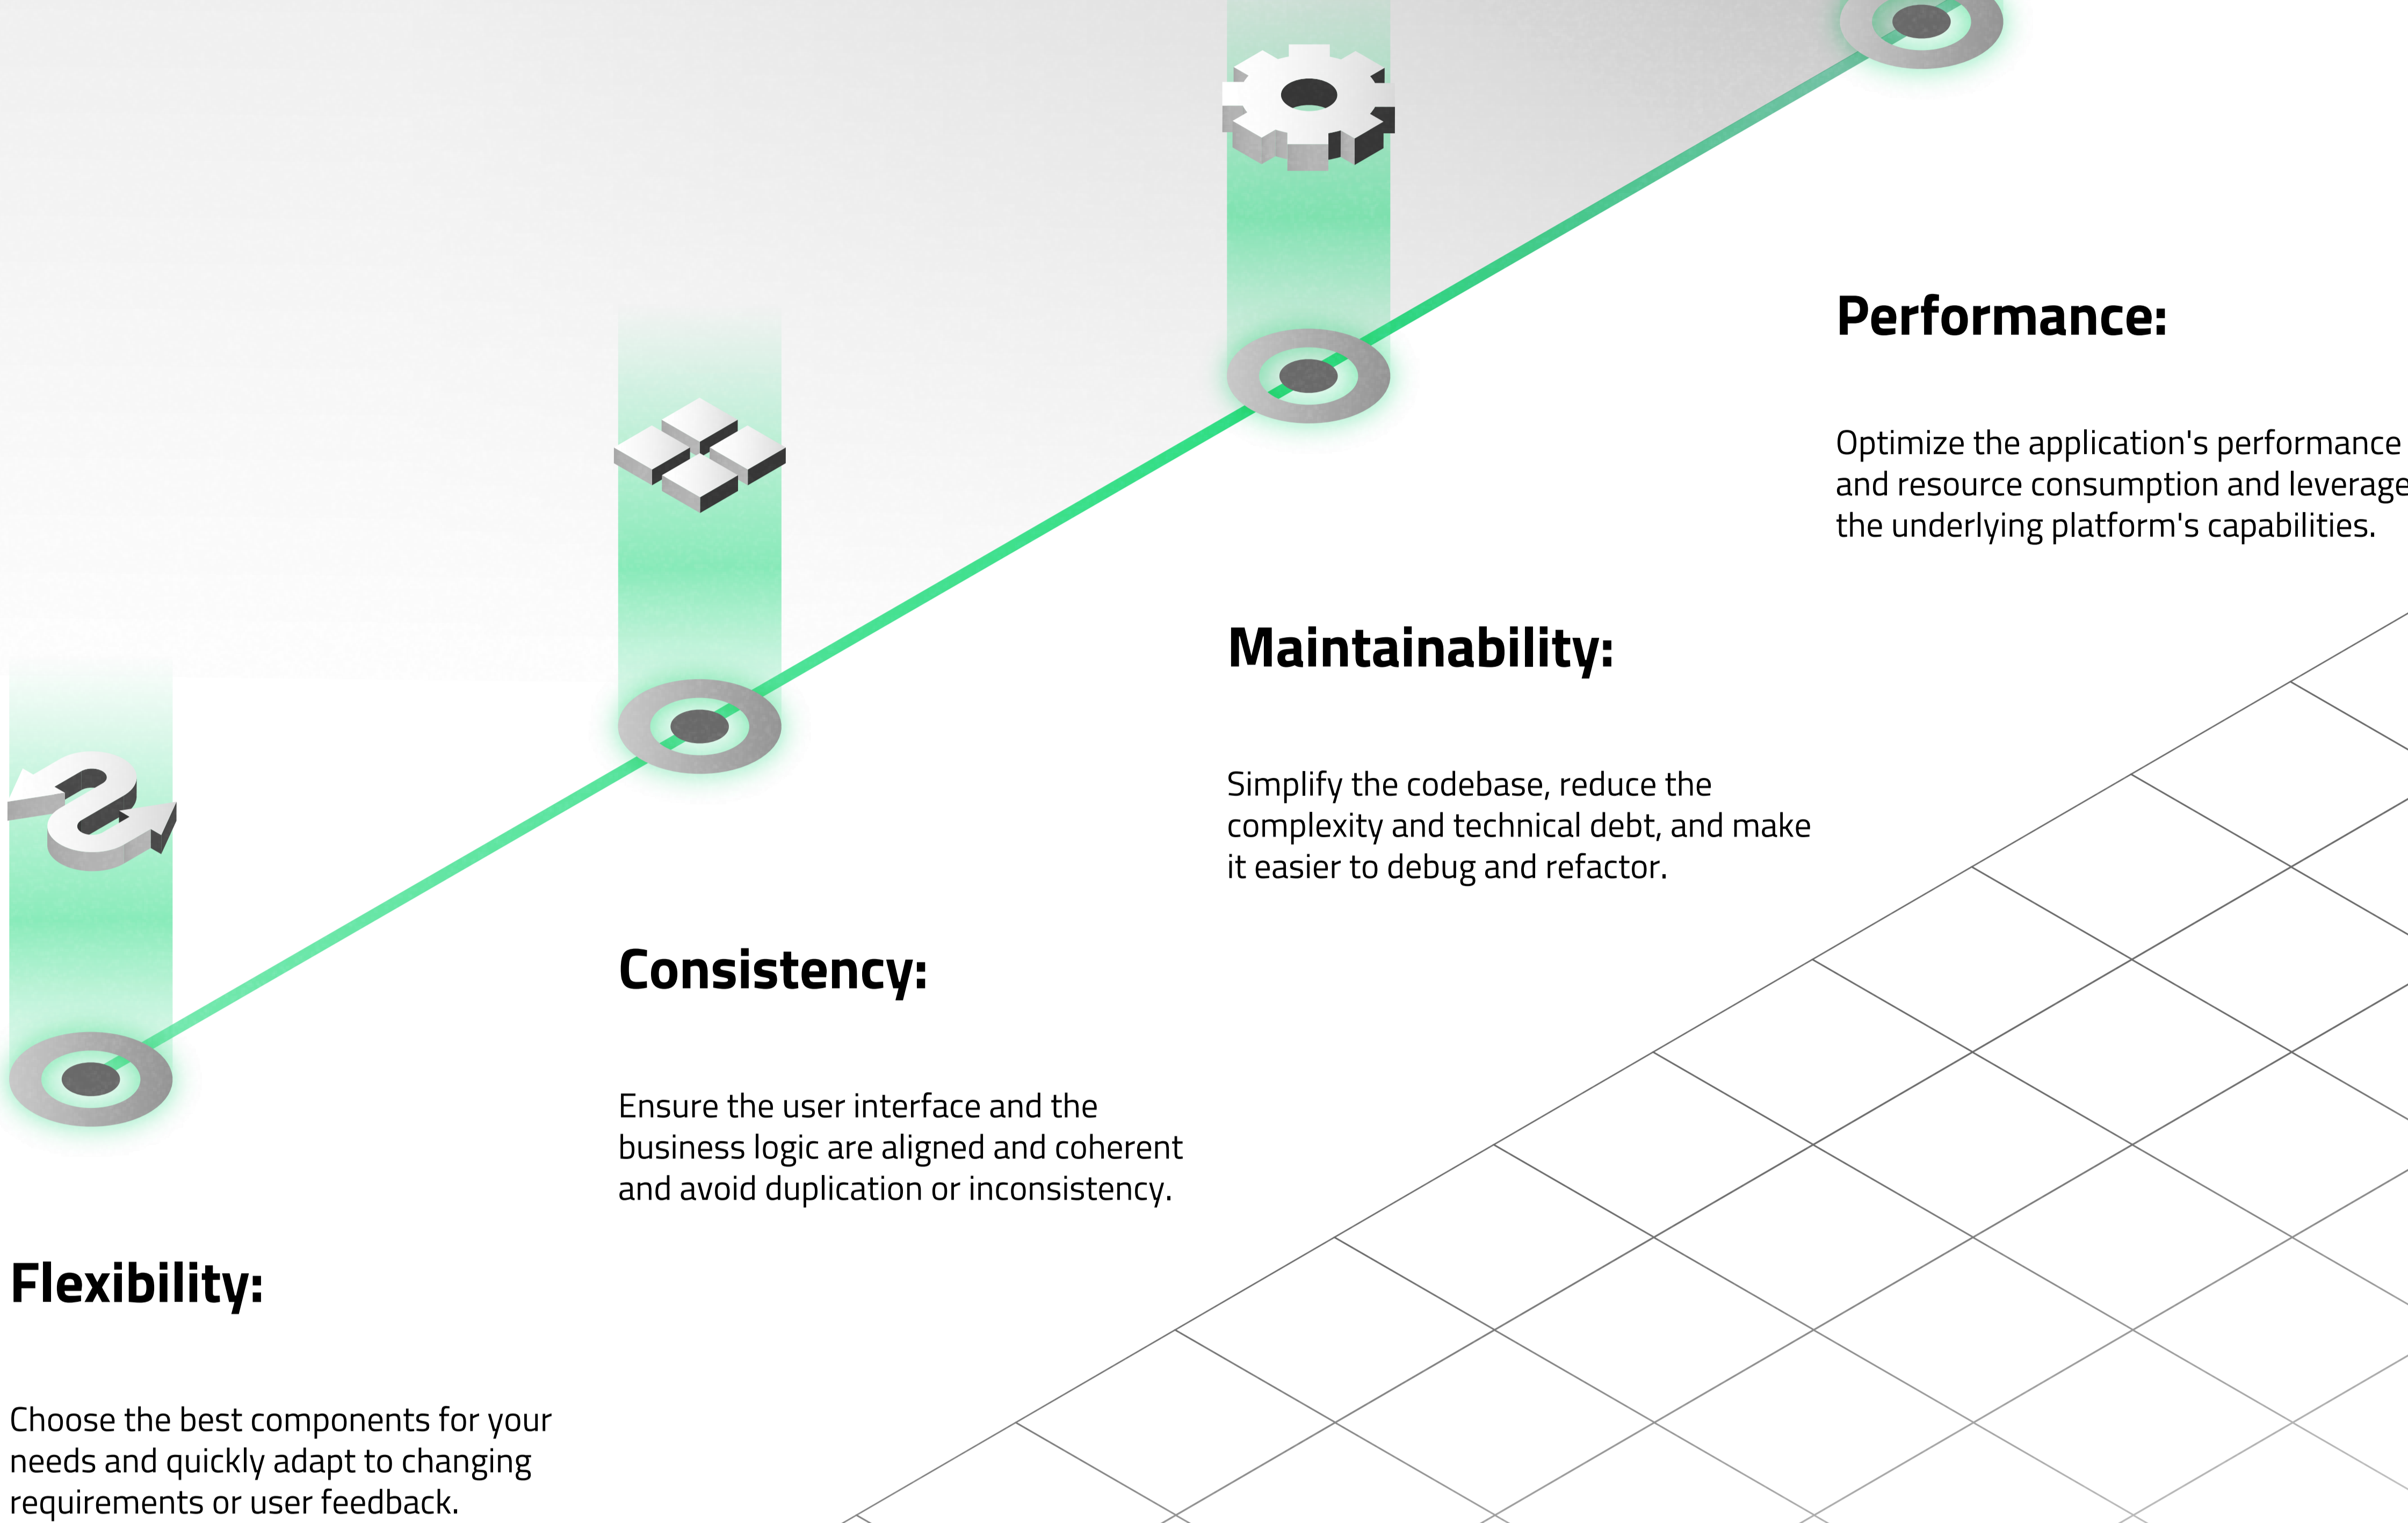 Performance:
Optimize the application's performance
and resource consumption and leverage
the underlying platform's capabilities.
Maintainability:
Simplify the codebase, reduce the
complexity and technical debt, and make
it easier to debug and refactor.
Consistency:
Ensure the user interface and the
business logic are aligned and coherent
and avoid duplication or inconsistency.
Flexibility:
Choose the best components for your
needs and quickly adapt to changing
requirements or user feedback.